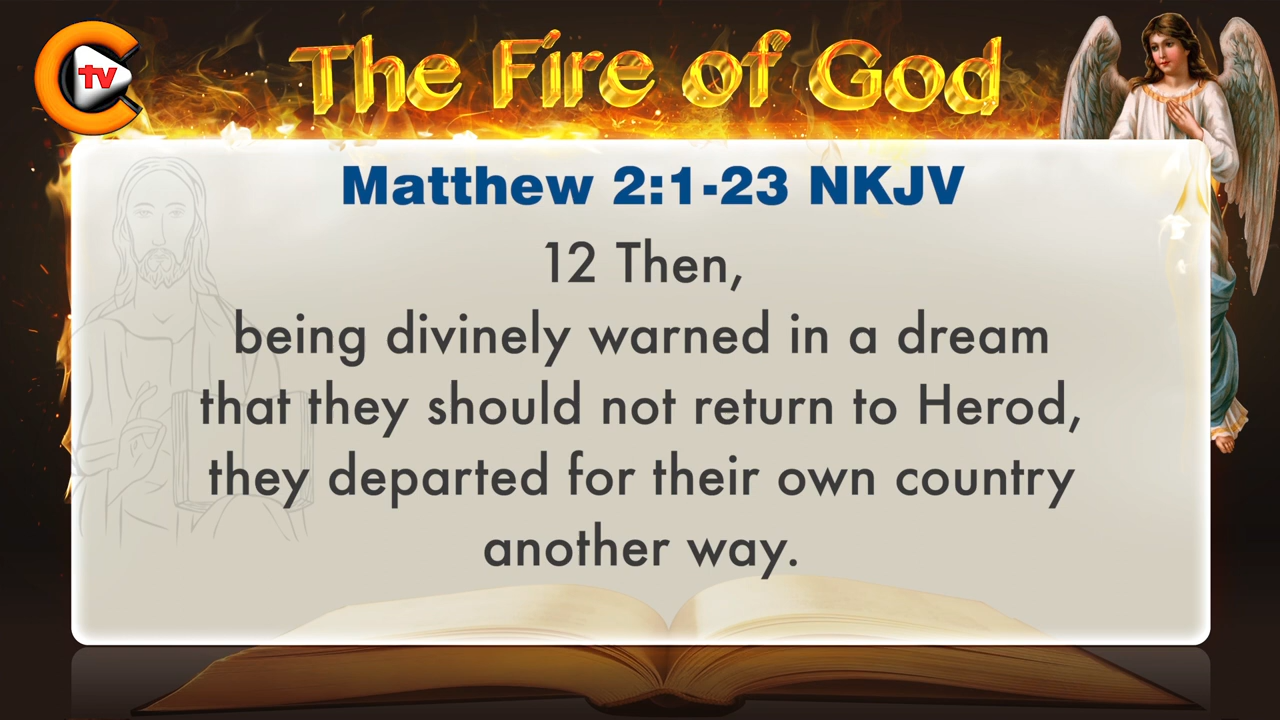 tv
The Fire of God
Matthew 2:1-23 NKJV
12 Then,
being divinely warned in a dream
that they should not return to Herod,
they departed for their own country
another way.